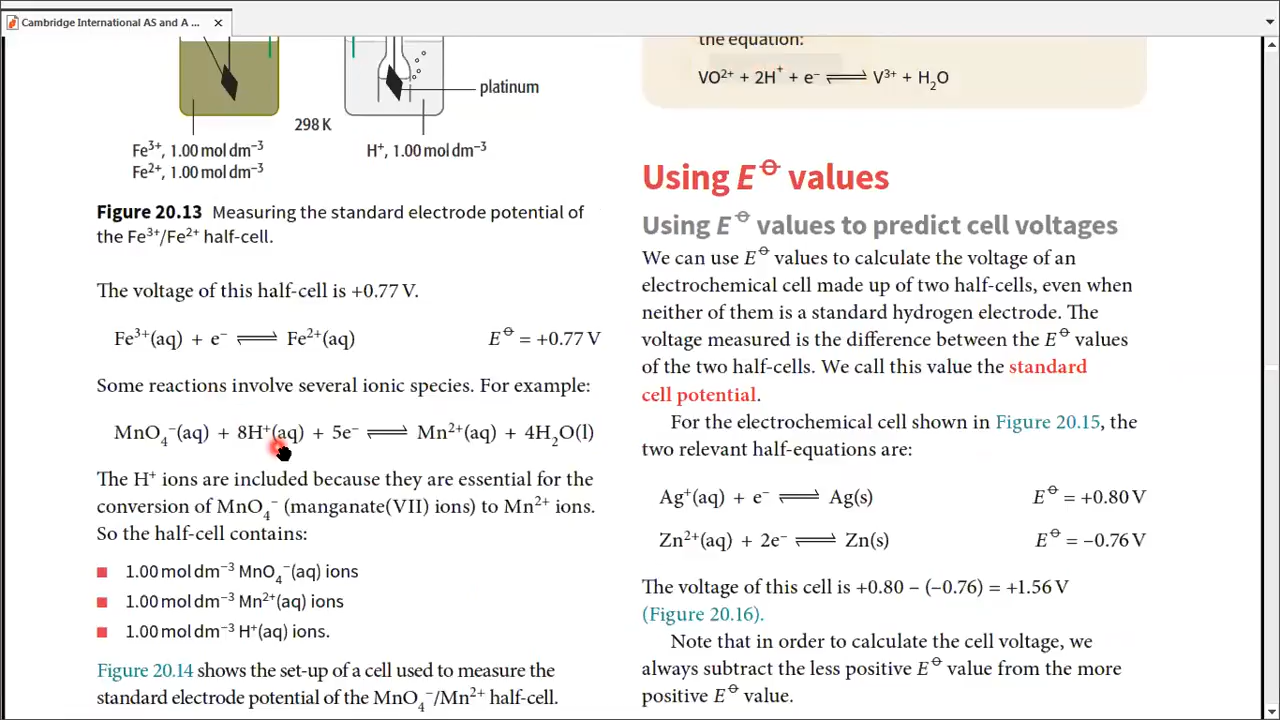 Cambridge International AS and A ...
platinum
298 K
Fe³⁺, 1.00 mol dm⁻³
Fe²⁺, 1.00 mol dm⁻³
H⁺, 1.00 mol dm⁻³
Figure 20.13 Measuring the standard electrode potential of
the Fe³⁺/Fe²⁺ half-cell.
The voltage of this half-cell is +0.77 V.
Fe³⁺(aq) + e⁻ ⇌ Fe²⁺(aq) E⦵ = +0.77 V
Some reactions involve several ionic species. For example:
MnO₄⁻(aq) + 8H⁺(aq) + 5e⁻ ⇌ Mn²⁺(aq) + 4H₂O(l)
The H⁺ ions are included because they are essential for the
conversion of MnO₄⁻ (manganate(VII) ions) to Mn²⁺ ions.
So the half-cell contains:
■ 1.00 mol dm⁻³ MnO₄⁻(aq) ions
■ 1.00 mol dm⁻³ Mn²⁺(aq) ions
■ 1.00 mol dm⁻³ H⁺(aq) ions.
Figure 20.14 shows the set-up of a cell used to measure the
standard electrode potential of the MnO₄⁻/Mn²⁺ half-cell.
the equation:
VO²⁺ + 2H⁺ + e⁻ ⇌ V³⁺ + H₂O
Using E⦵ values
Using E⦵ values to predict cell voltages
We can use E⦵ values to calculate the voltage of an
electrochemical cell made up of two half-cells, even when
neither of them is a standard hydrogen electrode. The
voltage measured is the difference between the E⦵ values
of the two half-cells. We call this value the standard
cell potential.
For the electrochemical cell shown in Figure 20.15, the
two relevant half-equations are:
Ag⁺(aq) + e⁻ ⇌ Ag(s) E⦵ = +0.80 V
Zn²⁺(aq) + 2e⁻ ⇌ Zn(s) E⦵ = –0.76 V
The voltage of this cell is +0.80 – (–0.76) = +1.56 V
(Figure 20.16).
Note that in order to calculate the cell voltage, we
always subtract the less positive E⦵ value from the more
positive E⦵ value.